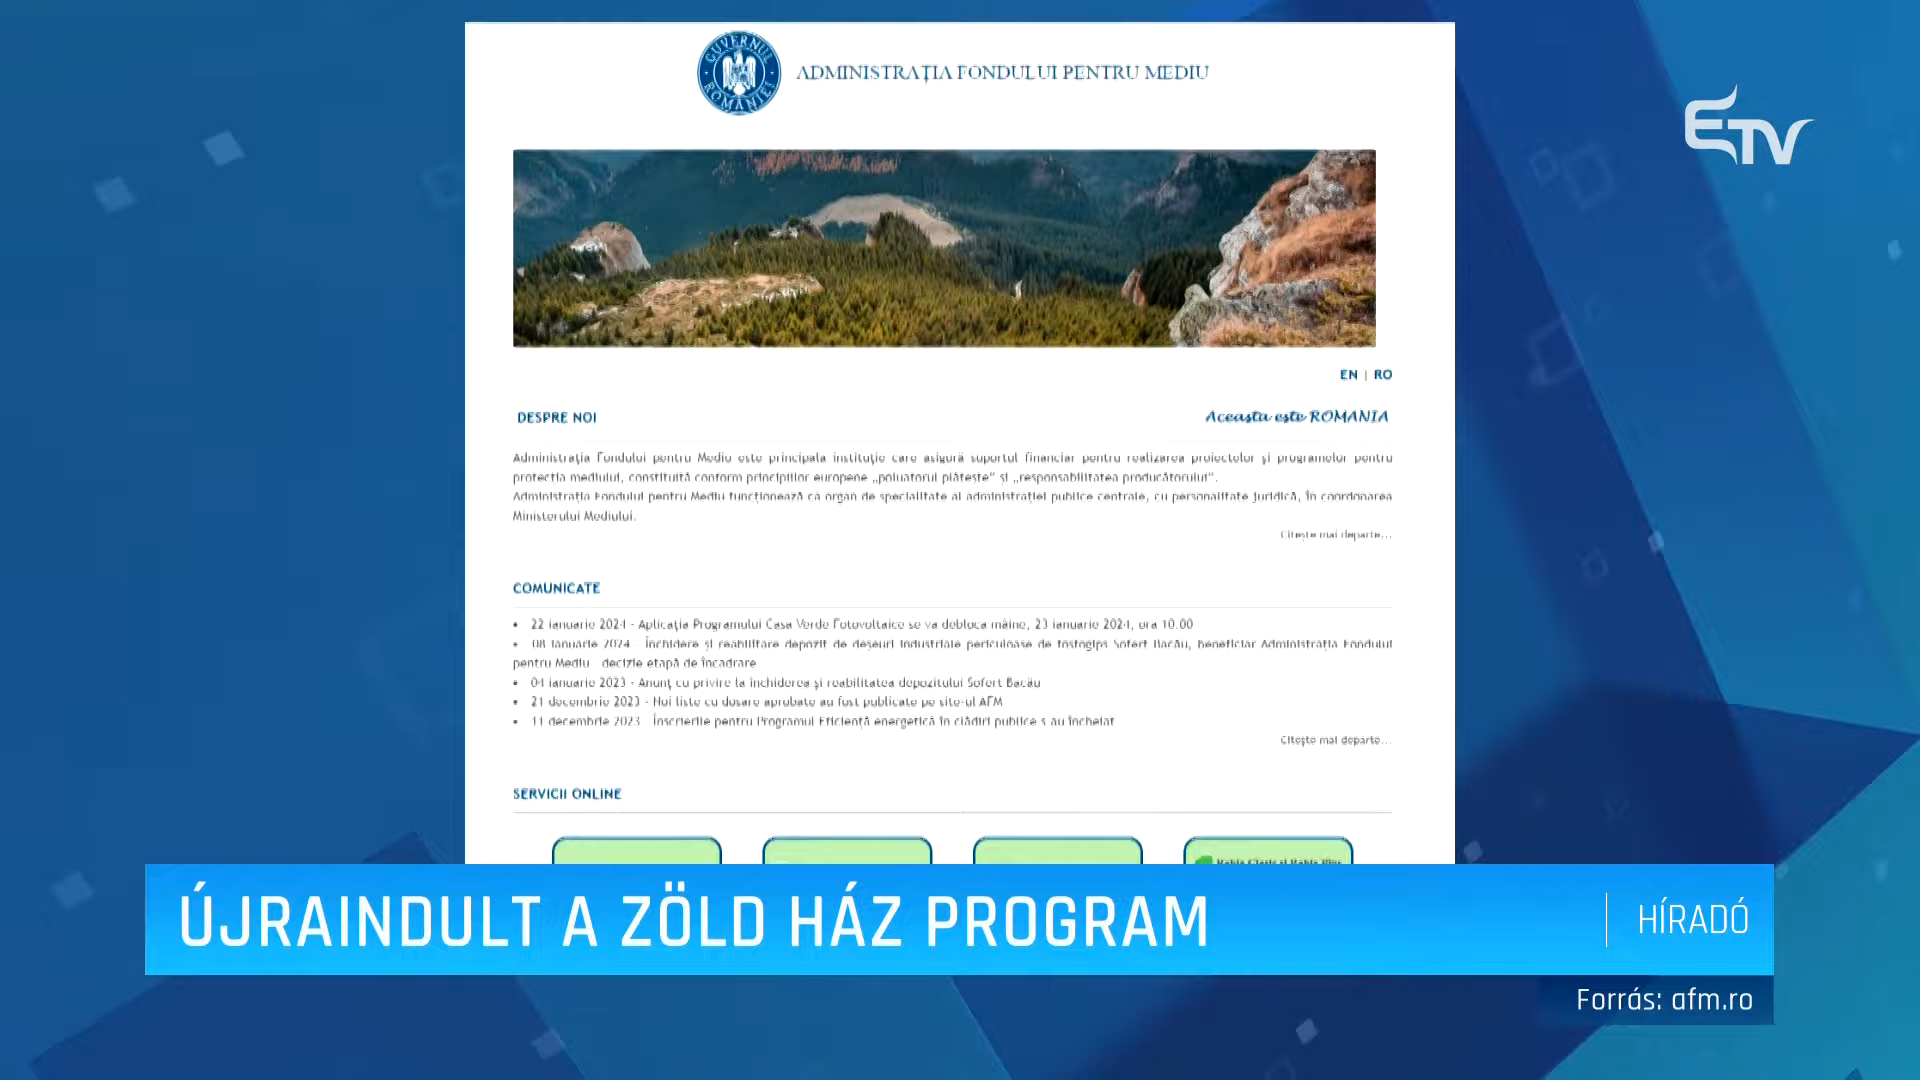 GUVERNUL ROMÂNIEI
ADMINISTRAȚIA FONDULUI PENTRU MEDIU
ETV
EN | RO
DESPRE NOI
Aceasta este ROMANIA
Administrația Fondului pentru Mediu este principala instituție care asigură suportul financiar pentru realizarea proiectelor și programelor pentru
protecția mediului, constituită conform principiilor europene „poluatorul plătește” și „responsabilitatea producătorului”.
Administrația Fondului pentru Mediu funcționează ca organ de specialitate al administrației publice centrale, cu personalitate juridică, în coordonarea
Ministerului Mediului.
Citește mai departe...
COMUNICATE
• 22 ianuarie 2024 - Aplicația Programului Casa Verde Fotovoltaice se va debloca mâine, 23 ianuarie 2024, ora 10.00
• 08 ianuarie 2024 - Închidere și reabilitare depozit de deșeuri industriale periculoase de fosfogips Sofert Bacău, beneficiar Administrația Fondului
pentru Mediu - decizie etapă de încadrare
• 04 ianuarie 2023 - Anunț cu privire la închiderea și reabilitatea depozitului Sofert Bacău
• 21 decembrie 2023 - Noi liste cu dosare aprobate au fost publicate pe site-ul AFM
• 11 decembrie 2023 - Înscrierile pentru Programul Eficiență energetică în clădiri publice s-au încheiat
Citește mai departe...
SERVICII ONLINE
ÚJRAINDULT A ZÖLD HÁZ PROGRAM
HÍRADÓ
Forrás: afm.ro